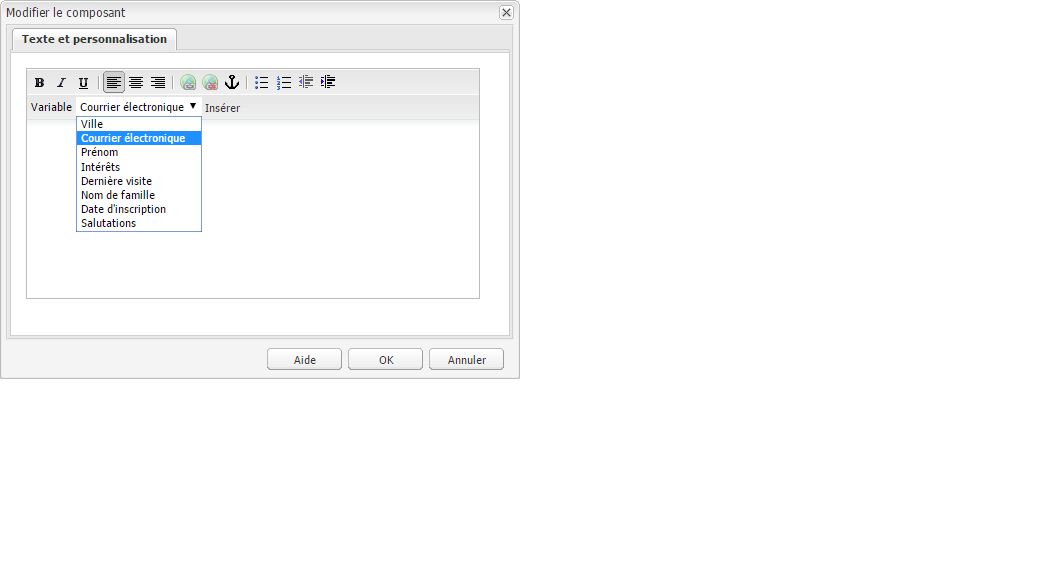 Modifier le composant
Texte et personnalisation
B I U
Variable Courrier électronique Insérer
Ville
Courrier électronique
Prénom
Intérêts
Dernière visite
Nom de famille
Date d'inscription
Salutations
Aide OK Annuler